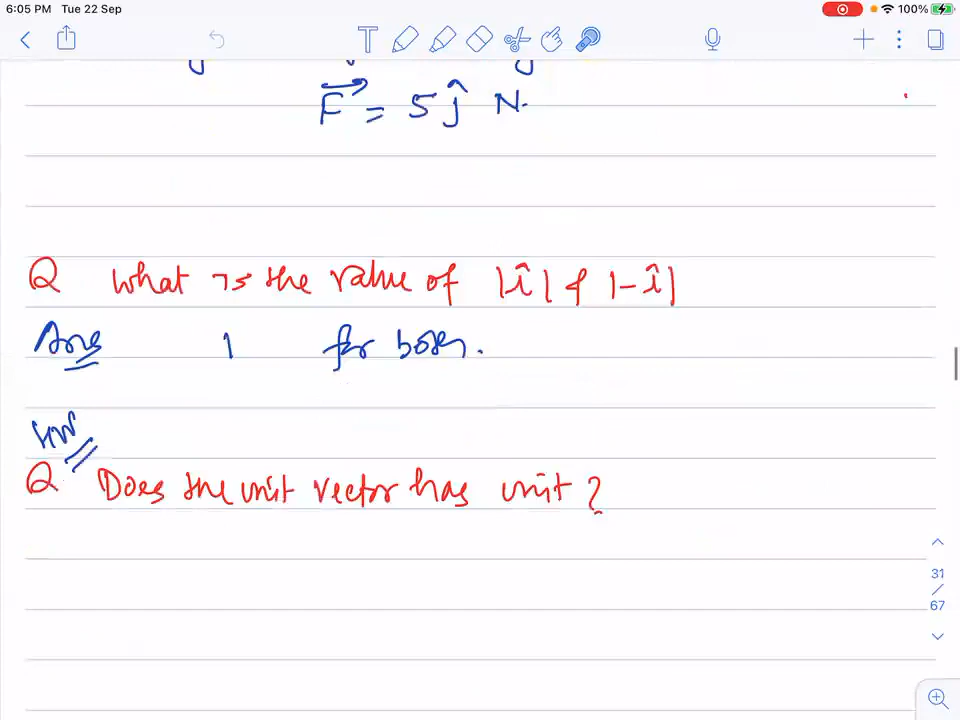 6:05 PM Tue 22 Sep 100%
F = 5 ĵ N.
Q What is the value of |î| & |-î|
Ans 1 for both.
HW
Q Does the unit vector has unit?
31
/
67